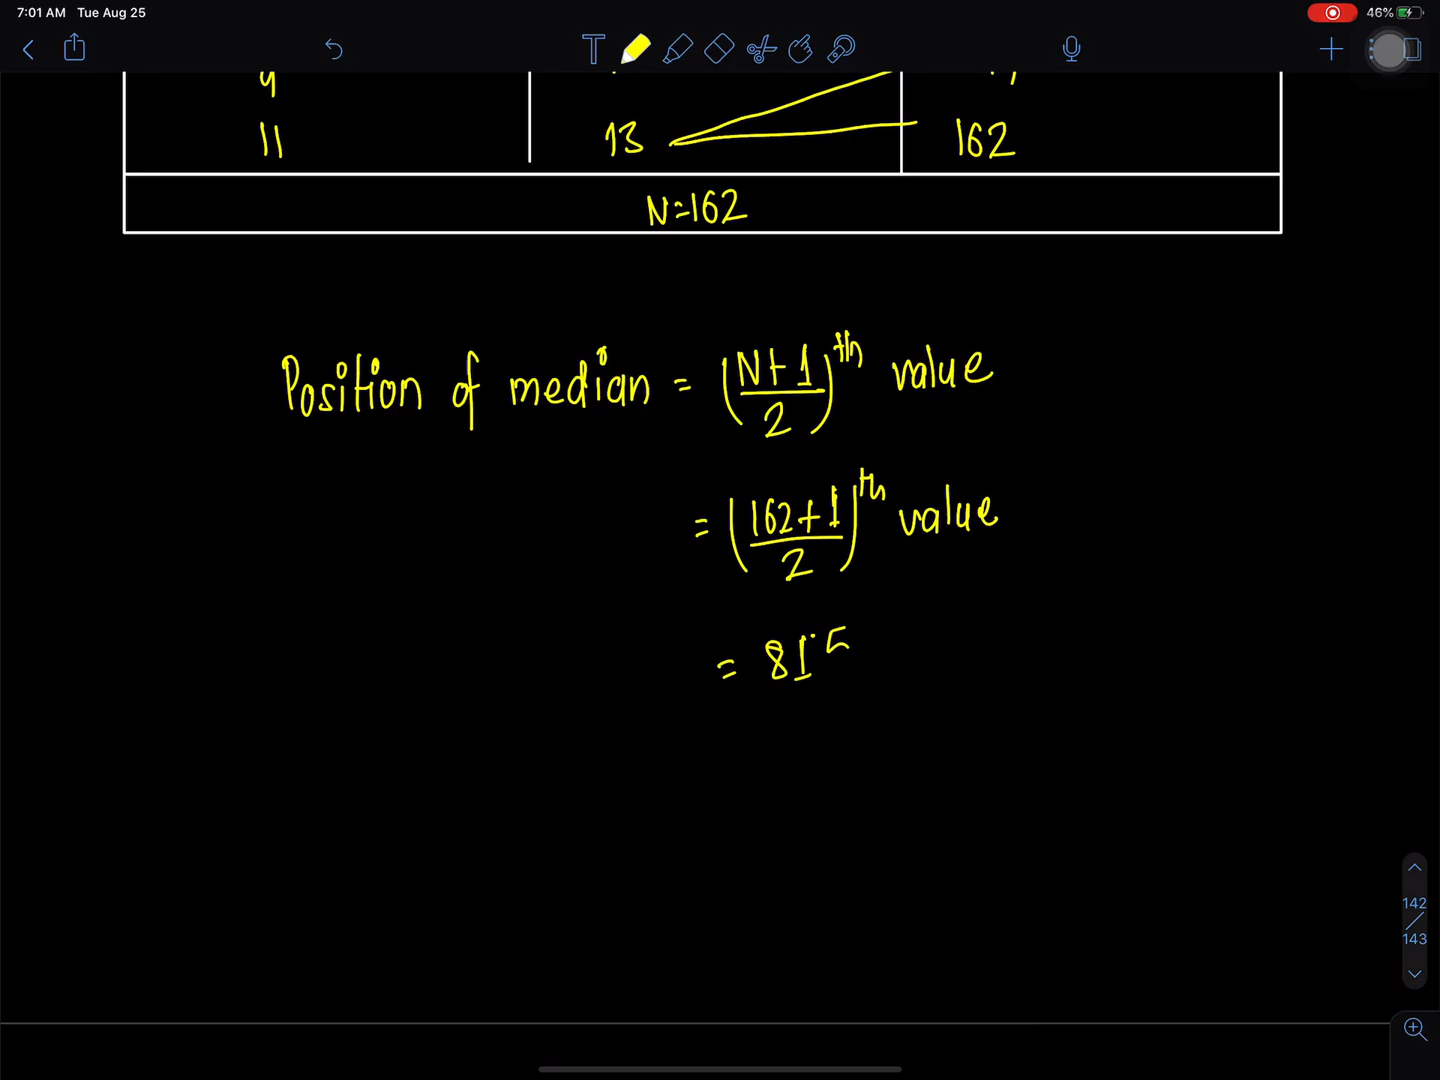 7:01 AM Tue Aug 25
46%
T
9
11 13 162
N=162
Position of median = (N+1/2)th value
= (162+1/2)th value
= 81.5
142
143